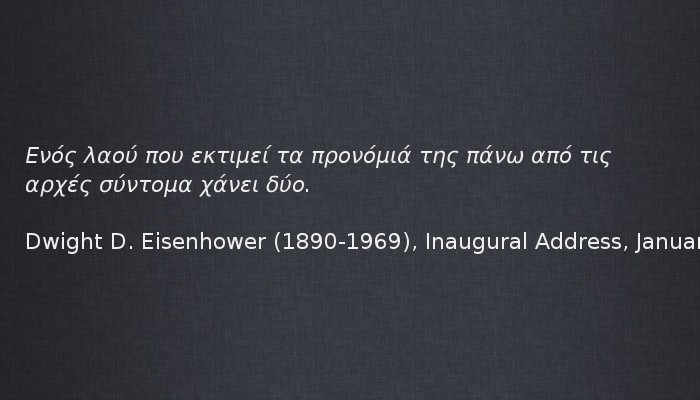 Ενός λαού που εκτιμεί τα προνόμιά της πάνω από τις
αρχές σύντομα χάνει δύο.
Dwight D. Eisenhower (1890-1969), Inaugural Address,